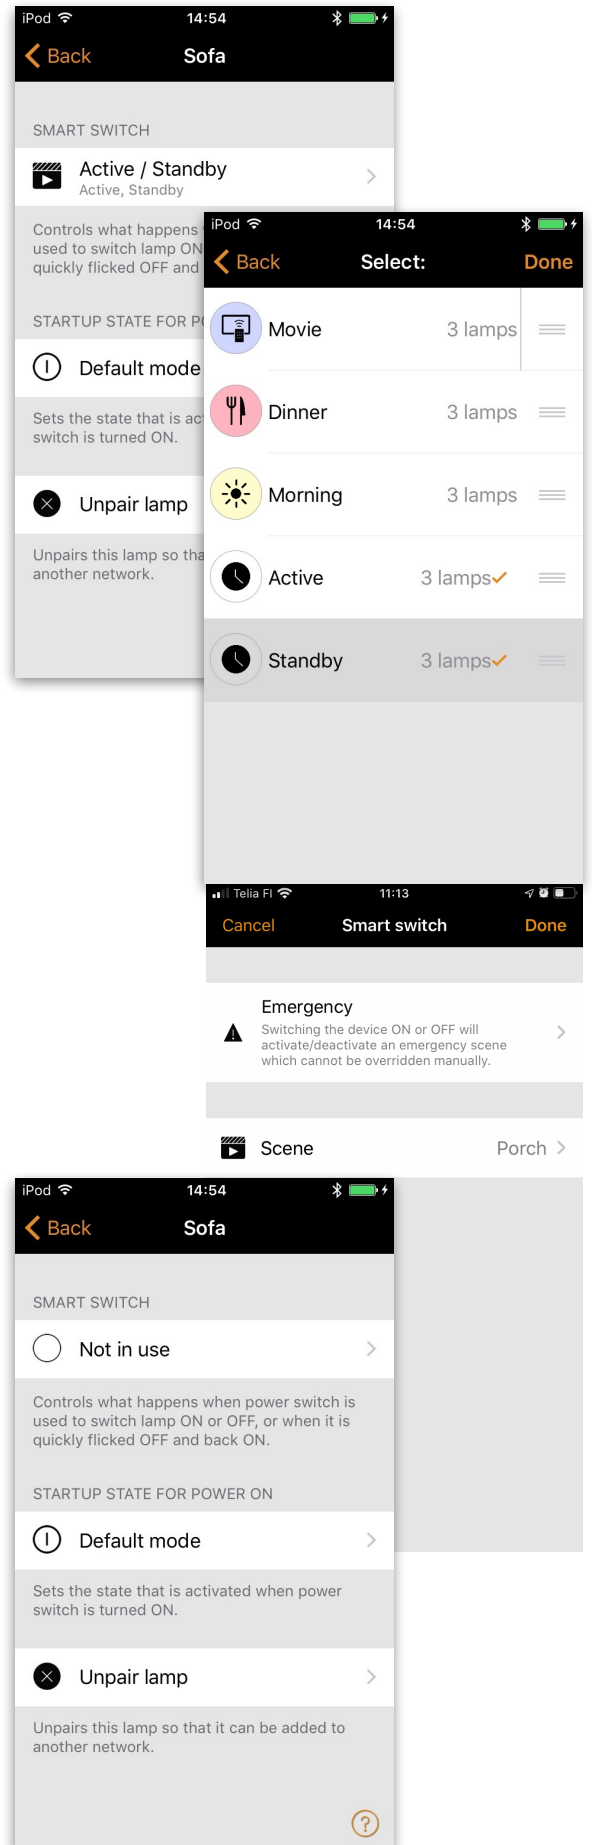 iPod 14:54
Back Sofa
SMART SWITCH
Active / Standby
Active, Standby
Controls what happens
used to switch lamp ON
quickly flicked OFF and
STARTUP STATE FOR
Default mode
Sets the state that is
switch is turned ON.
Unpair lamp
Unpairs this lamp so
another network.
iPod 14:54
Back Select: Done
Movie 3 lamps
Dinner 3 lamps
Morning 3 lamps
Active 3 lamps
Standby 3 lamps
Telia FI 11:13
Cancel Smart switch Done
Emergency
Switching the device ON or OFF will
activate/deactivate an emergency scene
which cannot be overridden manually.
Scene Porch
iPod 14:54
Back Sofa
SMART SWITCH
Not in use
Controls what happens when power switch is
used to switch lamp ON or OFF, or when it is
quickly flicked OFF and back ON.
STARTUP STATE FOR POWER ON
Default mode
Sets the state that is activated when power
switch is turned ON.
Unpair lamp
Unpairs this lamp so that it can be added to
another network.
?